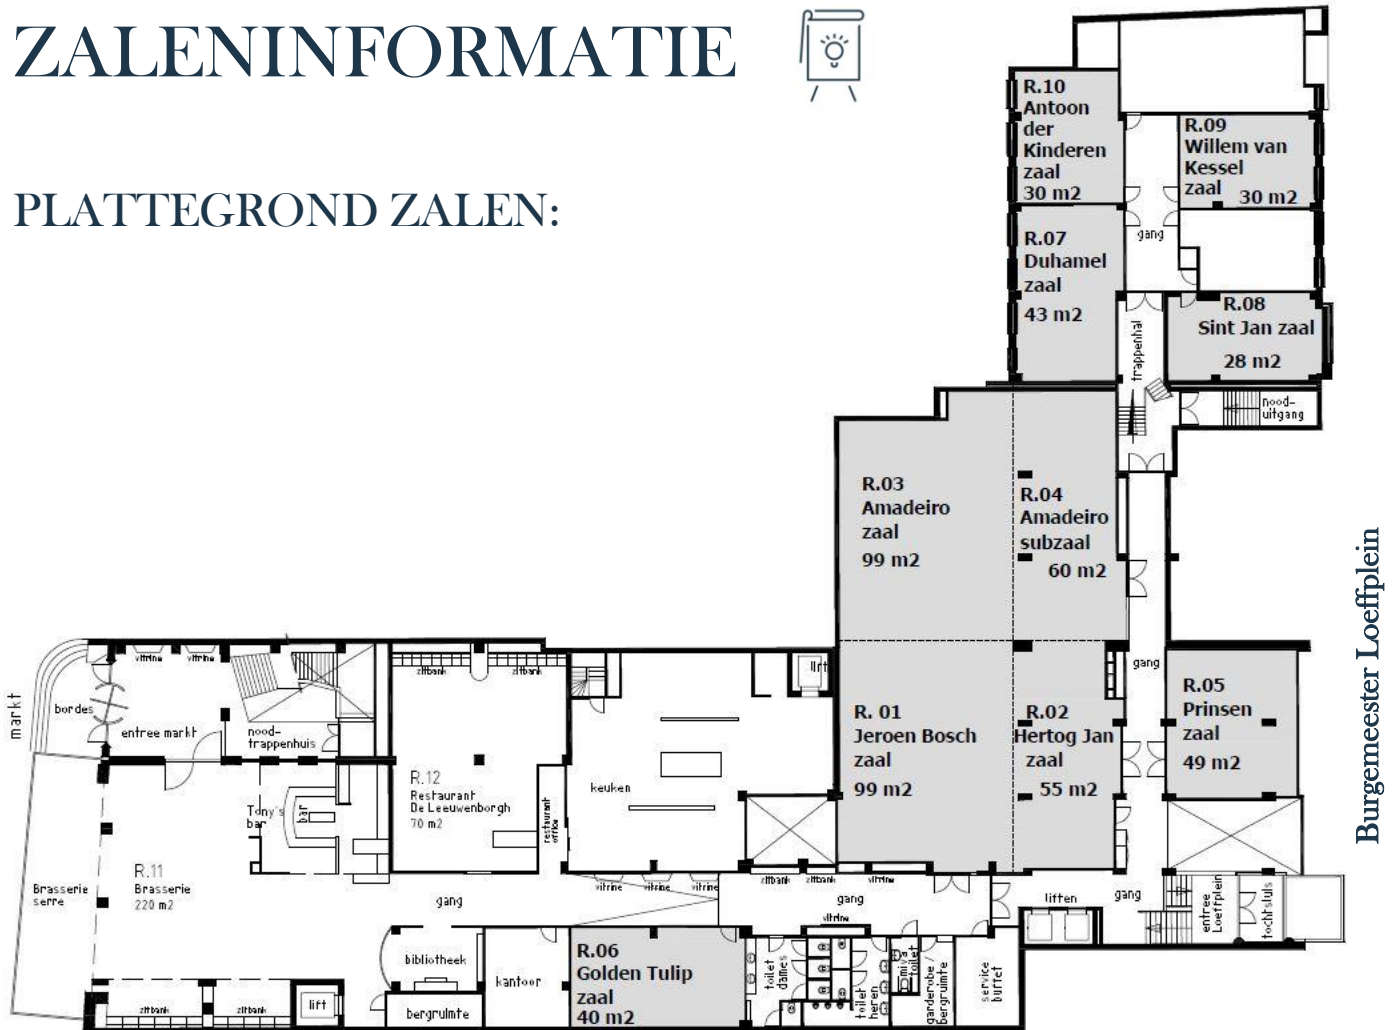 ZALENINFORMATIE
PLATTEGROND ZALEN:
R.10
Antoon
der
Kinderen
zaal
30 m2
R.09
Willem van
Kessel
zaal 30 m2
gang
R.07
Duhamel
zaal
43 m2
R.08
Sint Jan zaal
28 m2
trappenhal
nood-
uitgang
R.03
Amadeiro
zaal
99 m2
R.04
Amadeiro
subzaal
60 m2
Burgemeester Loeffplein
gang
R.05
Prinsen
zaal
49 m2
R. 01
Jeroen Bosch
zaal
99 m2
R.02
Hertog Jan
zaal
55 m2
markt
bordes
vitrine
vitrine
entree markt
nood-
trappenhuis
zitbank
zitbank
lift
R.12
Restaurant
De Leeuwenborgh
70 m2
restaurant
office
keuken
Tony's
bar
bar
R.11
Brasserie
220 m2
Brasserie
serre
gang
vitrine
vitrine
vitrine
zitbank
zitbank
vitrine
gang
vitrine
liften
gang
entree
Loeffplein
tochtsluis
bibliotheek
kantoor
R.06
Golden Tulip
zaal
40 m2
toilet
dames
toilet
heren
miva
toilet
garderobe/
bergruimte
service
buffet
zitbank
zitbank
lift
bergruimte